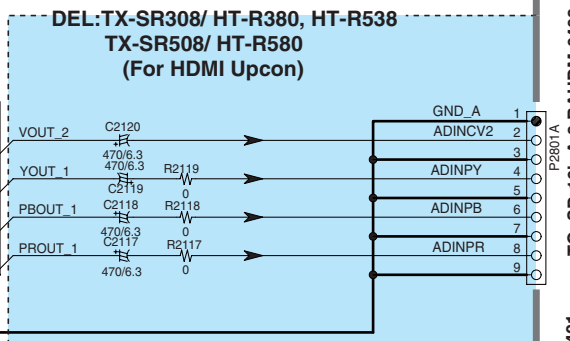 DEL:TX-SR308/ HT-R380, HT-R538
TX-SR508/ HT-R580
(For HDMI Upcon)
GND_A 1
VOUT_2 C2120 470/6.3 ADINCV2 2
3
YOUT_1 470/6.3 C2119 R2119 0 ADINPY 4
5
PBOUT_1 C2118 470/6.3 R2118 0 ADINPB 6
7
PROUT_1 C2117 470/6.3 R2117 0 ADINPR 8
9
P2801A